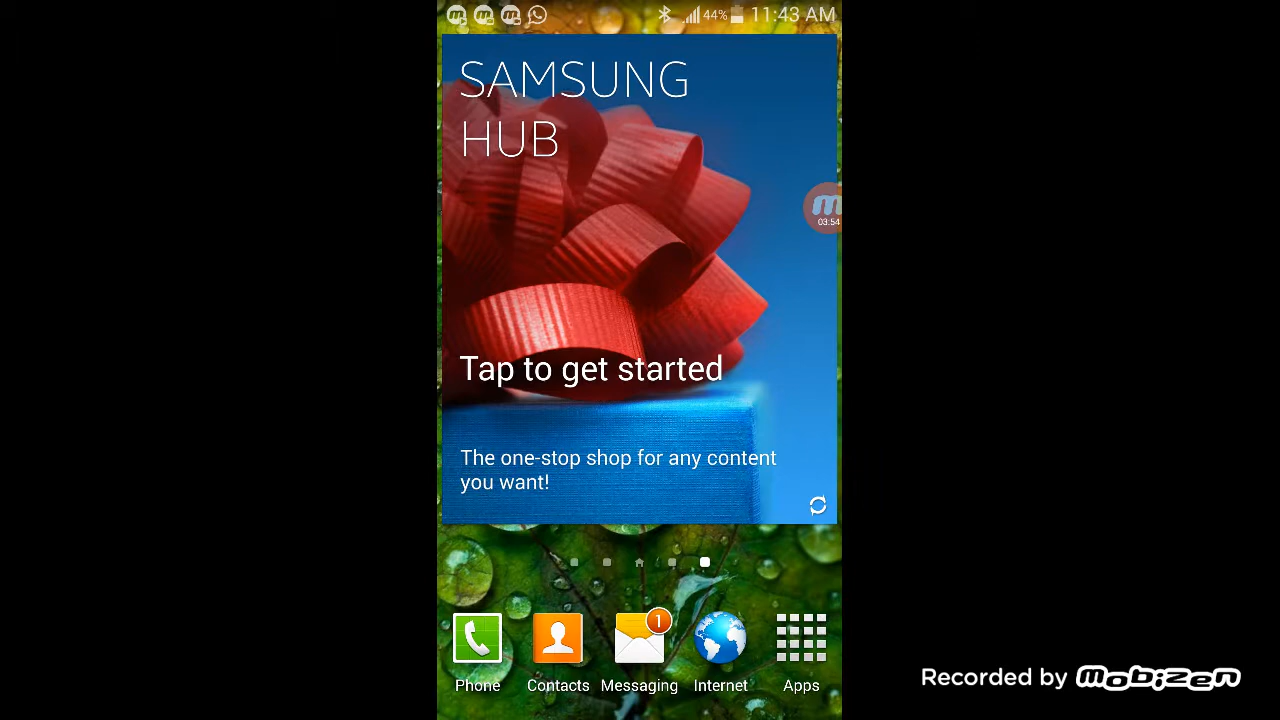 44% 11:43 AM
SAMSUNG
HUB
03:54
Tap to get started
The one-stop shop for any content
you want!
1
Phone Contacts Messaging Internet Apps
Recorded by mobizen